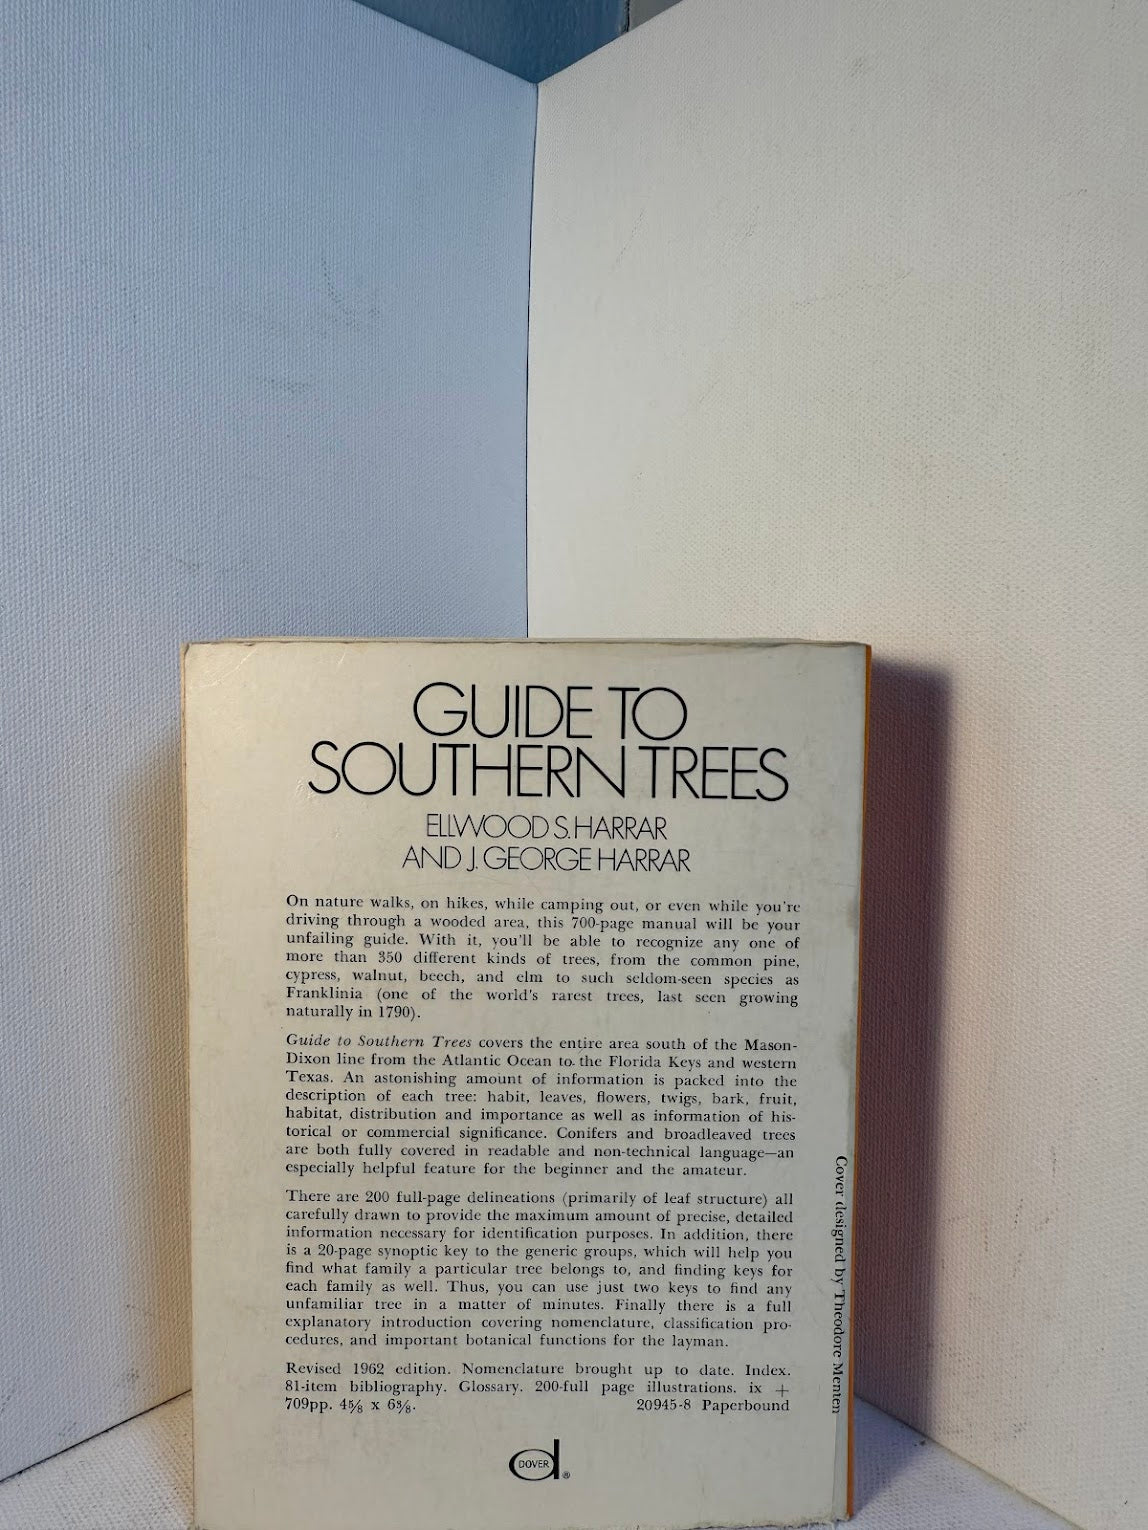 GUIDE TO
SOUTHERN TREES
ELLWOOD S. HARRAR
AND J. GEORGE HARRAR
On nature walks, on hikes, while camping out, or even while you're
driving through a wooded area, this 700-page manual will be your
unfailing guide. With it, you'll be able to recognize any one of
more than 350 different kinds of trees, from the common pine,
cypress, walnut, beech, and elm to such seldom-seen species as
Franklinia (one of the world's rarest trees, last seen growing
naturally in 1790).
Guide to Southern Trees covers the entire area south of the Mason-
Dixon line from the Atlantic Ocean to the Florida Keys and western
Texas. An astonishing amount of information is packed into the
description of each tree: habit, leaves, flowers, twigs, bark, fruit,
habitat, distribution and importance as well as information of his-
torical or commercial significance. Conifers and broadleaved trees
are both fully covered in readable and non-technical language—an
especially helpful feature for the beginner and the amateur.
There are 200 full-page delineations (primarily of leaf structure) all
carefully drawn to provide the maximum amount of precise, detailed
information necessary for identification purposes. In addition, there
is a 20-page synoptic key to the generic groups, which will help you
find what family a particular tree belongs to, and finding keys for
each family as well. Thus, you can use just two keys to find any
unfamiliar tree in a matter of minutes. Finally there is a full
explanatory introduction covering nomenclature, classification pro-
cedures, and important botanical functions for the layman.
Revised 1962 edition. Nomenclature brought up to date. Index.
81-item bibliography. Glossary. 200-full page illustrations. ix +
709pp. 4⅝ x 6⅜. 20945-8 Paperbound
Cover designed by Theodore Menten
DOVER ®